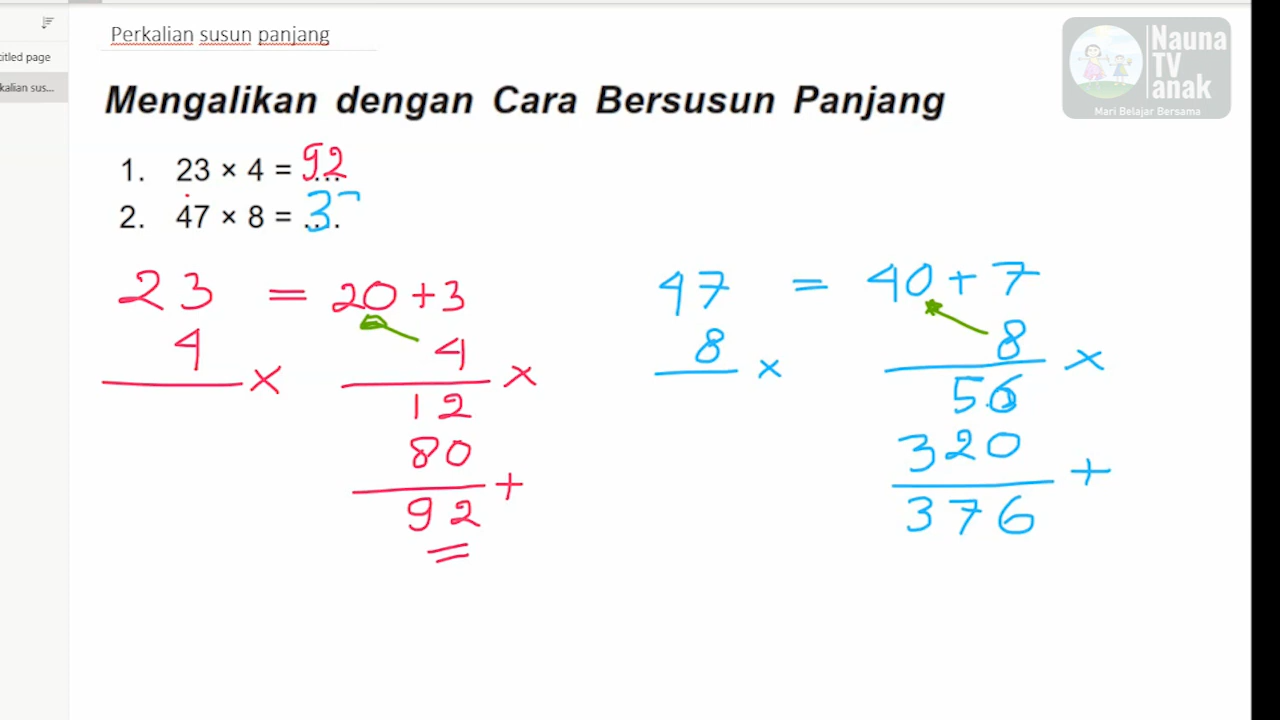 Perkalian susun panjang
itled page
kalian sus...
Nauna
TV
anak
Mari Belajar Bersama
Mengalikan dengan Cara Bersusun Panjang
1. 23 × 4 = 92
2. 47 × 8 = 3
23 = 20 + 3
4 ×
4 ×
12
80 +
92
47 = 40 + 7
8 ×
8 ×
56
320 +
376